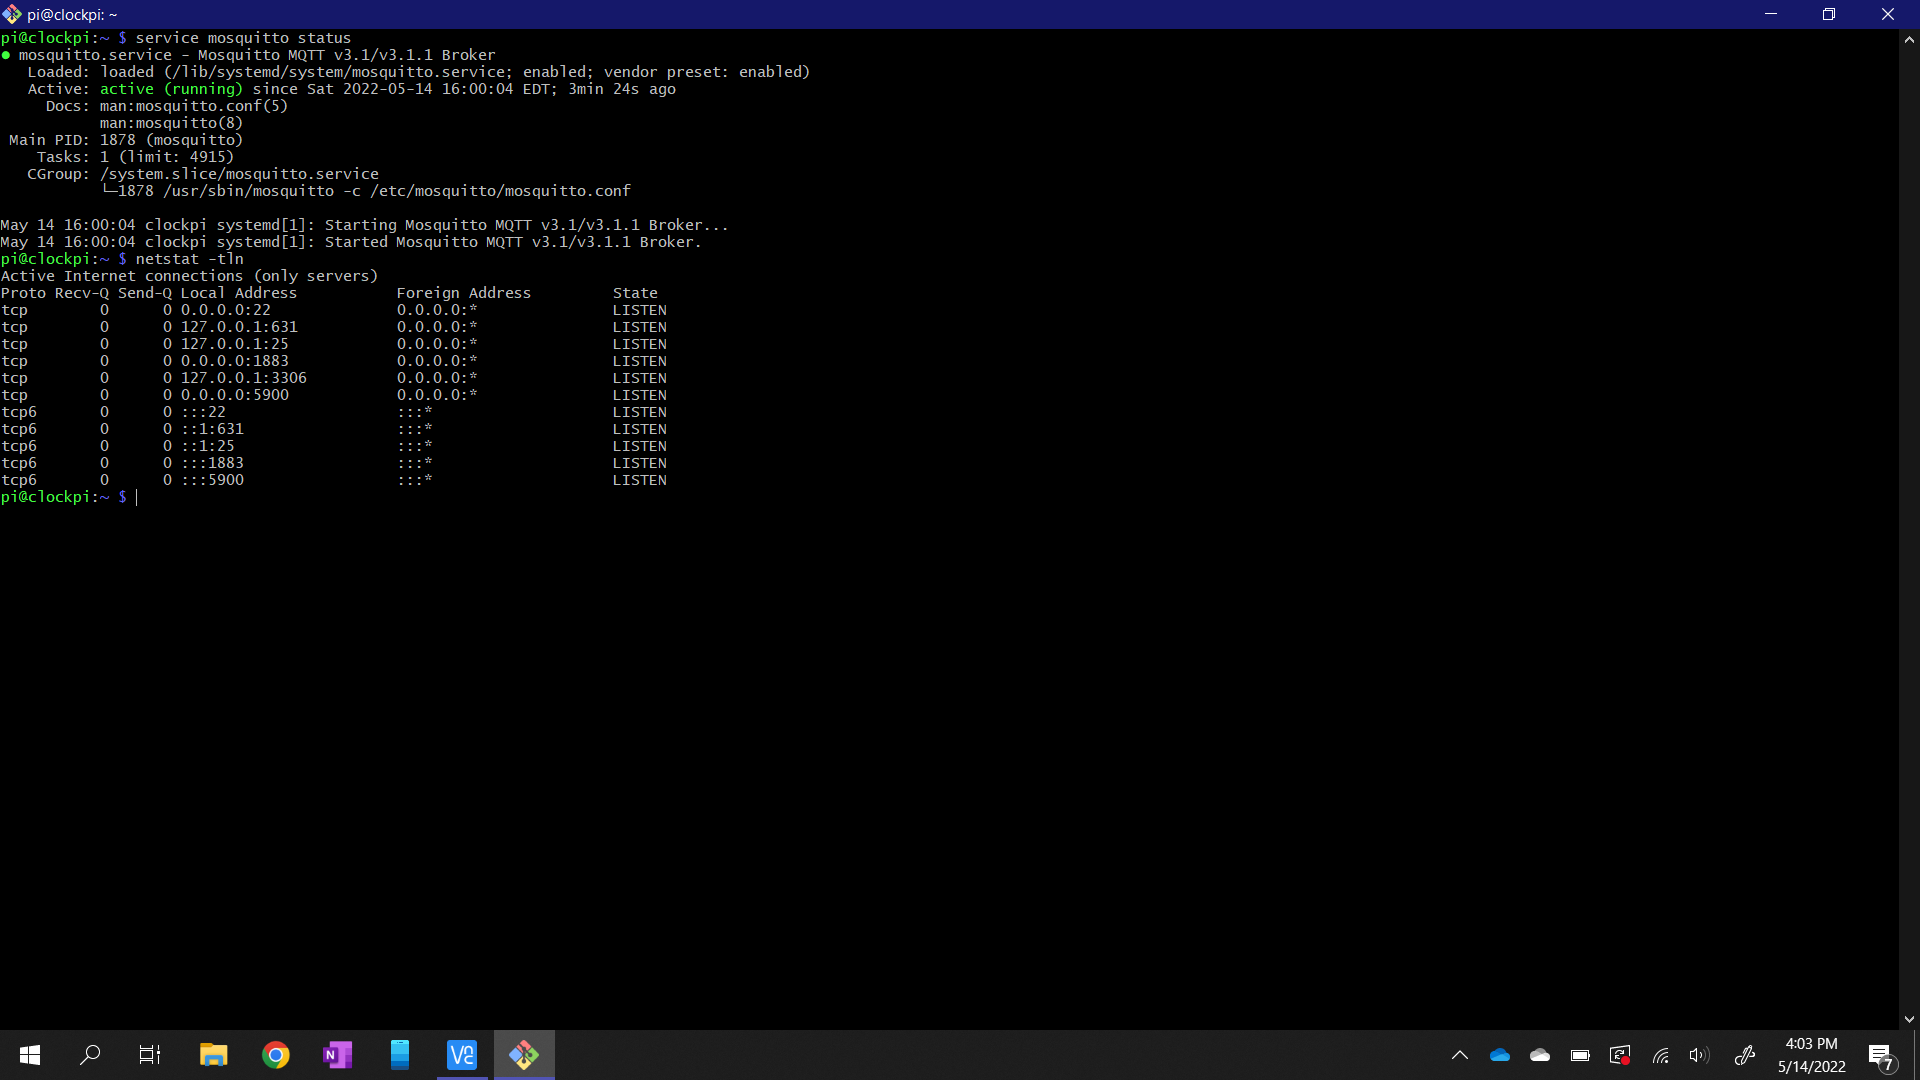 pi@clockpi: ~
pi@clockpi:~ $ service mosquitto status
● mosquitto.service - Mosquitto MQTT v3.1/v3.1.1 Broker
   Loaded: loaded (/lib/systemd/system/mosquitto.service; enabled; vendor preset: enabled)
   Active: active (running) since Sat 2022-05-14 16:00:04 EDT; 3min 24s ago
     Docs: man:mosquitto.conf(5)
           man:mosquitto(8)
 Main PID: 1878 (mosquitto)
    Tasks: 1 (limit: 4915)
   CGroup: /system.slice/mosquitto.service
           └─1878 /usr/sbin/mosquitto -c /etc/mosquitto/mosquitto.conf
May 14 16:00:04 clockpi systemd[1]: Starting Mosquitto MQTT v3.1/v3.1.1 Broker...
May 14 16:00:04 clockpi systemd[1]: Started Mosquitto MQTT v3.1/v3.1.1 Broker.
pi@clockpi:~ $ netstat -tln
Active Internet connections (only servers)
Proto Recv-Q Send-Q Local Address           Foreign Address         State
tcp        0      0 0.0.0.0:22              0.0.0.0:*               LISTEN
tcp        0      0 127.0.0.1:631           0.0.0.0:*               LISTEN
tcp        0      0 127.0.0.1:25            0.0.0.0:*               LISTEN
tcp        0      0 0.0.0.0:1883            0.0.0.0:*               LISTEN
tcp        0      0 127.0.0.1:3306          0.0.0.0:*               LISTEN
tcp        0      0 0.0.0.0:5900            0.0.0.0:*               LISTEN
tcp6       0      0 :::22                   :::*                    LISTEN
tcp6       0      0 ::1:631                 :::*                    LISTEN
tcp6       0      0 ::1:25                  :::*                    LISTEN
tcp6       0      0 :::1883                 :::*                    LISTEN
tcp6       0      0 :::5900                 :::*                    LISTEN
pi@clockpi:~ $
N
VC
4:03 PM
5/14/2022
7